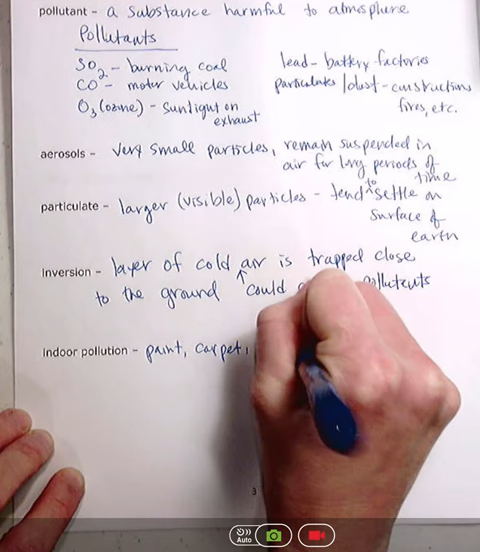 pollutant - a substance harmful to atmosphere
Pollutants
SO2 - burning coal
CO - motor vehicles
O3 (ozone) - sunlight on exhaust
lead - battery factories
particulates / dust - constructions
fires, etc.
aerosols - very small particles, remain suspended in
air for long periods of
time
particulate - larger (visible) particles - tend to settle on
surface of
earth
Inversion - layer of cold air is trapped close
to the ground ↑ could pollutants
Indoor pollution - paint, carpet,
3
Auto